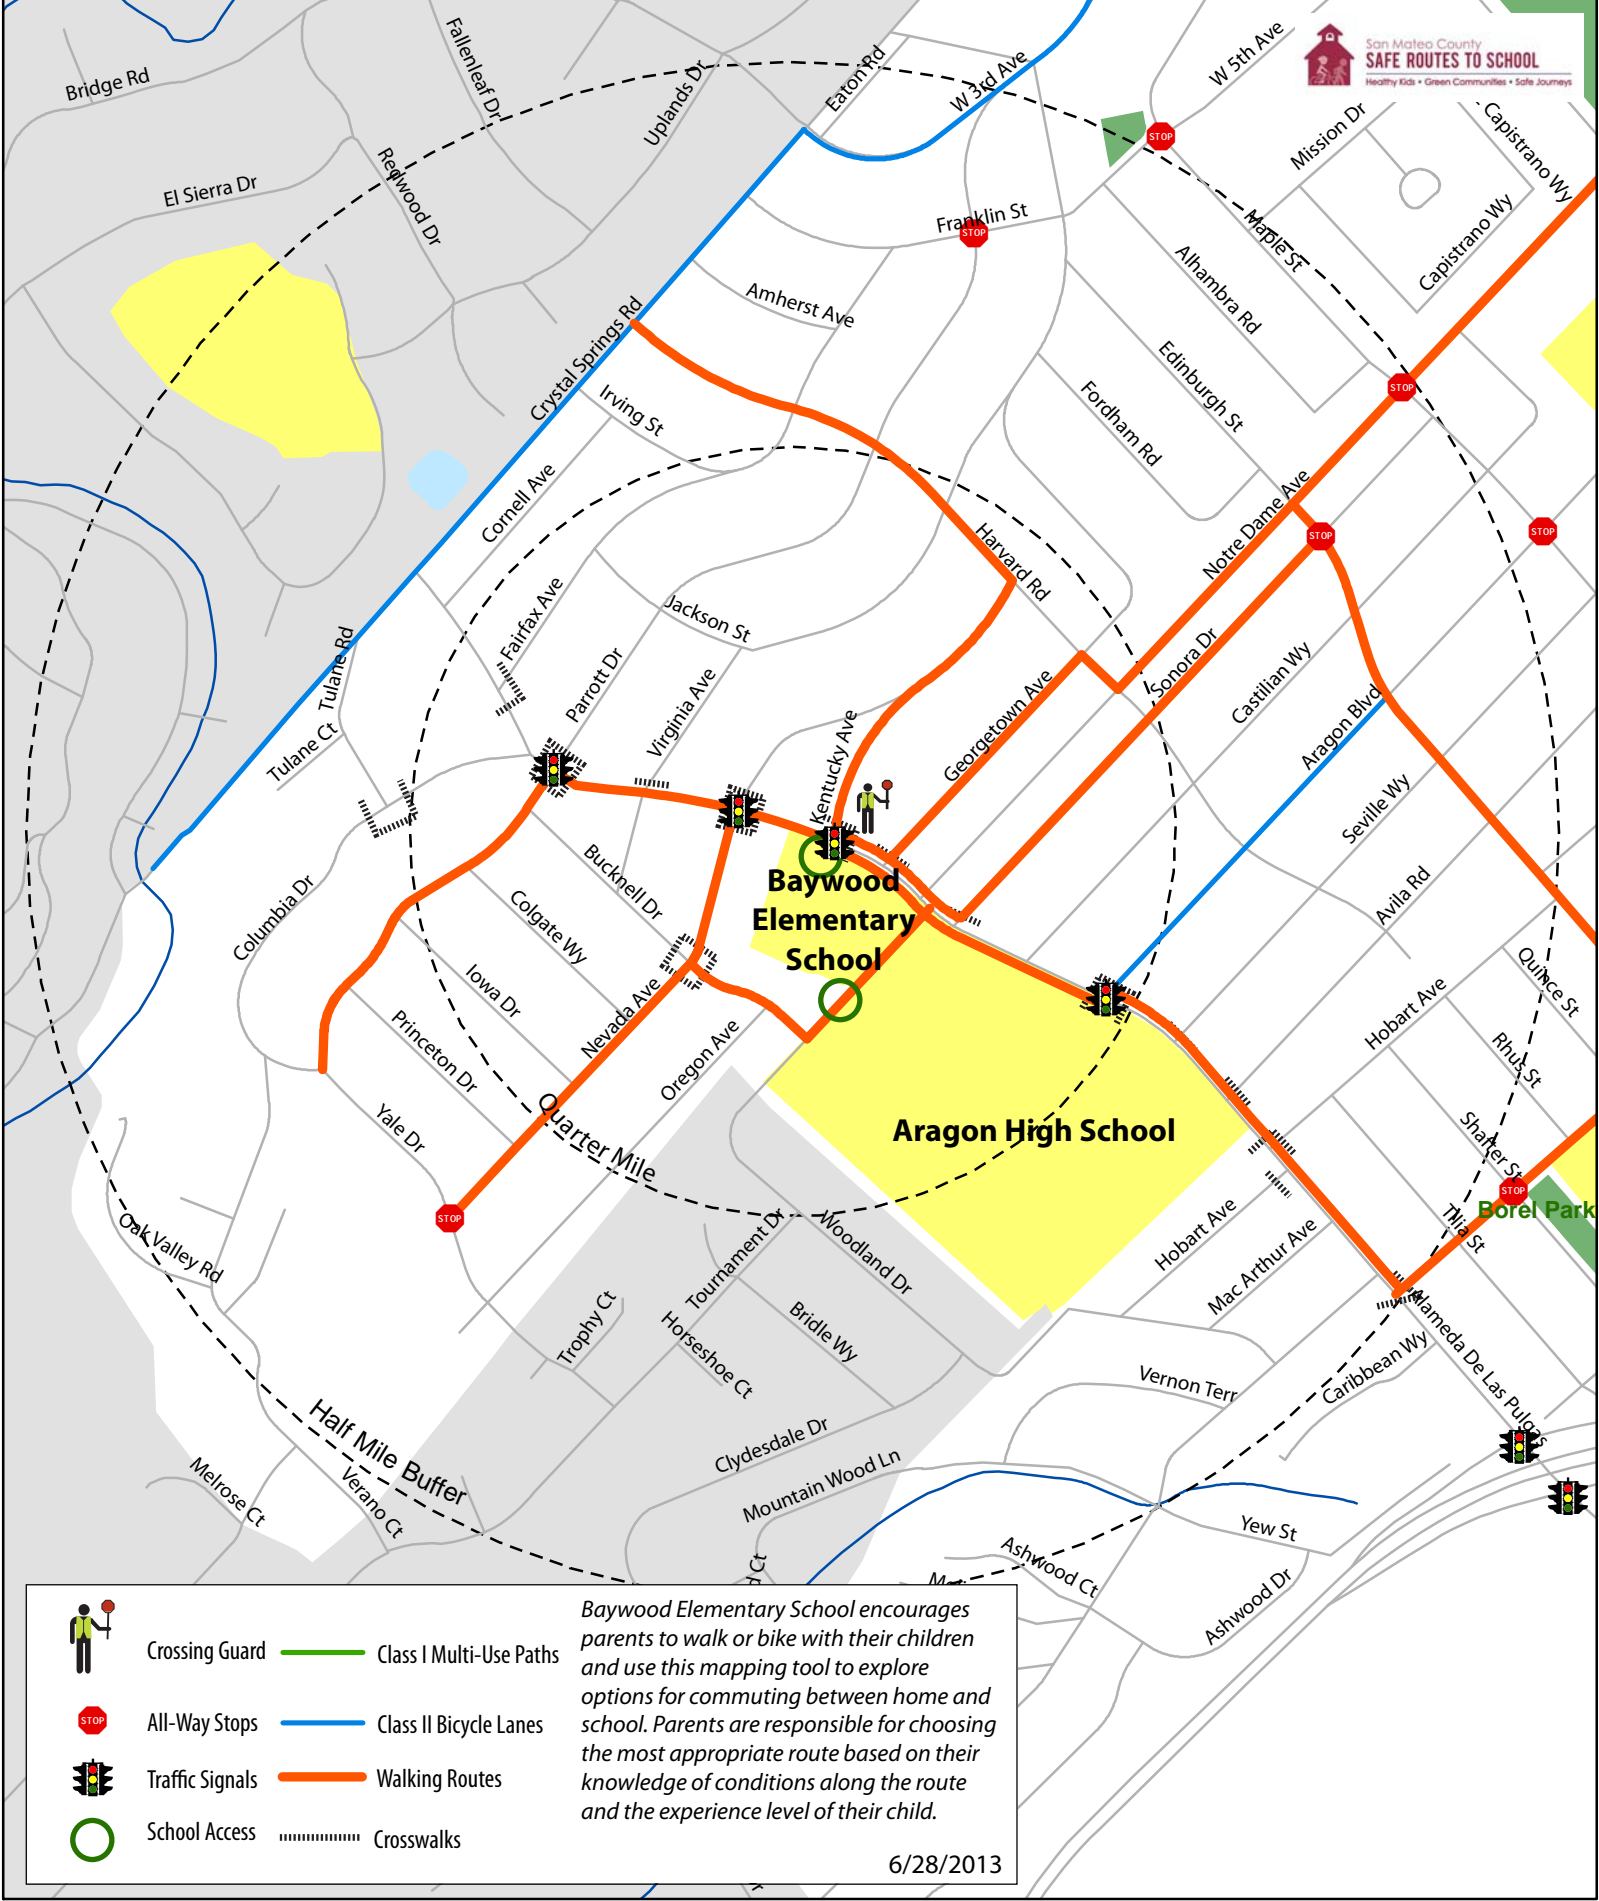 San Mateo County
SAFE ROUTES TO SCHOOL
Healthy Kids • Green Communities • Safe Journeys
Bridge Rd
Fallenleaf Dr
Uplands Dr
Eaton Rd
W 3rd Ave
W 5th Ave
Mission Dr
Capistrano Wy
El Sierra Dr
Redwood Dr
STOP
Franklin St
STOP
Maple St
Capistrano Wy
Alhambra Rd
Amherst Ave
Crystal Springs Rd
Irving St
Edinburgh St
Fordham Rd
STOP
Cornell Ave
Harvard Rd
Notre Dame Ave
STOP
STOP
Fairfax Ave
Jackson St
Tulane Rd
Parrott Dr
Virginia Ave
Sonora Dr
Castilian Wy
Tulane Ct
Kentucky Ave
Georgetown Ave
Aragon Blvd
Seville Wy
Baywood
Elementary
School
Bucknell Dr
Columbia Dr
Colgate Wy
Avila Rd
Iowa Dr
Nevada Ave
Quince St
Hobart Ave
Princeton Dr
Oregon Ave
Rhus St
Yale Dr
Quarter Mile
Aragon High School
Shafter St
STOP
Borel Park
STOP
Oak Valley Rd
Tournament Dr
Woodland Dr
Hobart Ave
Tilia St
Mac Arthur Ave
Trophy Ct
Horseshoe Ct
Bridle Wy
Alameda De Las Pulgas
Caribbean Wy
Vernon Terr
Half Mile Buffer
Clydesdale Dr
Mountain Wood Ln
Melrose Ct
Verano Ct
Yew St
Ashwood Ct
Ashwood Dr
d Ct
Crossing Guard
Class I Multi-Use Paths
STOP
All-Way Stops
Class II Bicycle Lanes
Traffic Signals
Walking Routes
School Access
Crosswalks
Baywood Elementary School encourages
parents to walk or bike with their children
and use this mapping tool to explore
options for commuting between home and
school. Parents are responsible for choosing
the most appropriate route based on their
knowledge of conditions along the route
and the experience level of their child.
6/28/2013